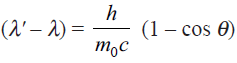 (λ′ – λ) = h / m₀c (1 – cos θ)